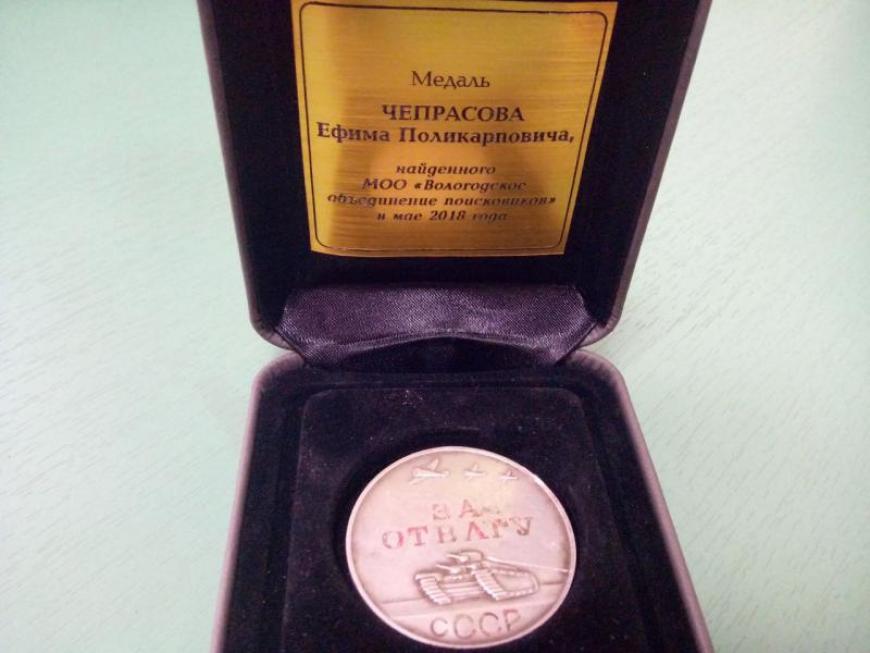 Медаль
ЧЕПРАСОВА
Ефима Поликарповича,
найденного
МОО «Вологодское
объединение поисковиков»
в мае 2018 года
ЗА
ОТВАГУ
СССР